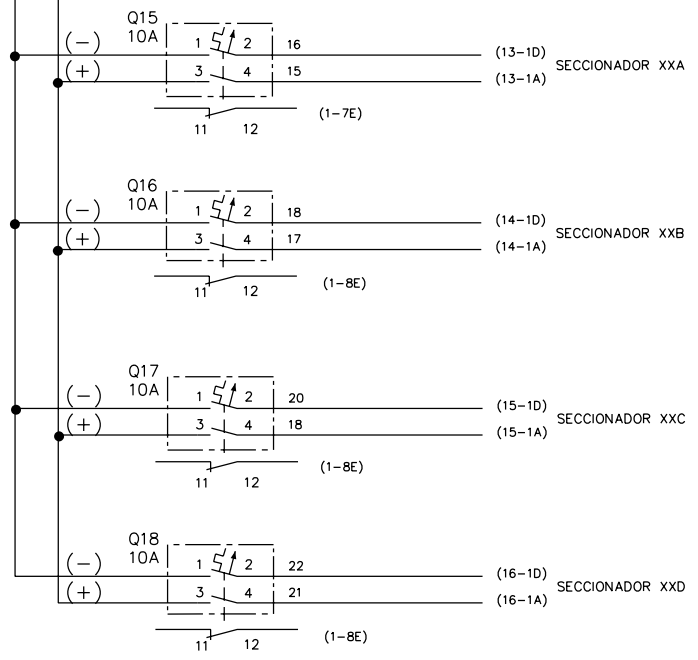 Q15
10A
(-) 1 2 16 (13-1D)
SECCIONADOR XXA
(+) 3 4 15 (13-1A)
11 12 (1-7E)
Q16
10A
(-) 1 2 18 (14-1D)
SECCIONADOR XXB
(+) 3 4 17 (14-1A)
11 12 (1-8E)
Q17
10A
(-) 1 2 20 (15-1D)
SECCIONADOR XXC
(+) 3 4 18 (15-1A)
11 12 (1-8E)
Q18
10A
(-) 1 2 22 (16-1D)
SECCIONADOR XXD
(+) 3 4 21 (16-1A)
11 12 (1-8E)